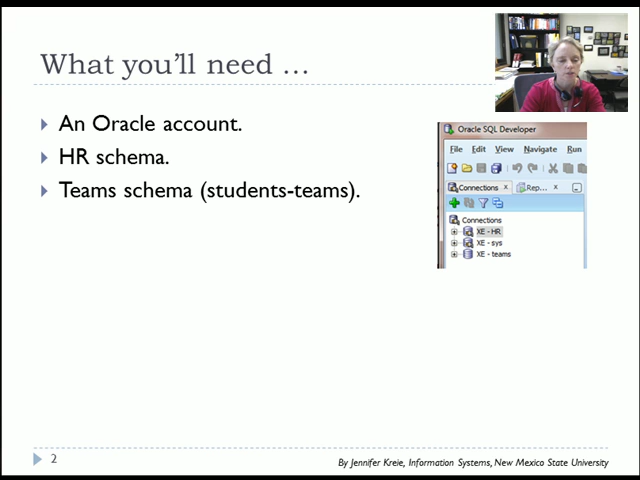 What you'll need …
An Oracle account.
HR schema.
Teams schema (students-teams).
Oracle SQL Developer
File Edit View Navigate Run
Connections x Rep... x
Connections
XE - HR
XE - sys
XE - teams
2
By Jennifer Kreie, Information Systems, New Mexico State University